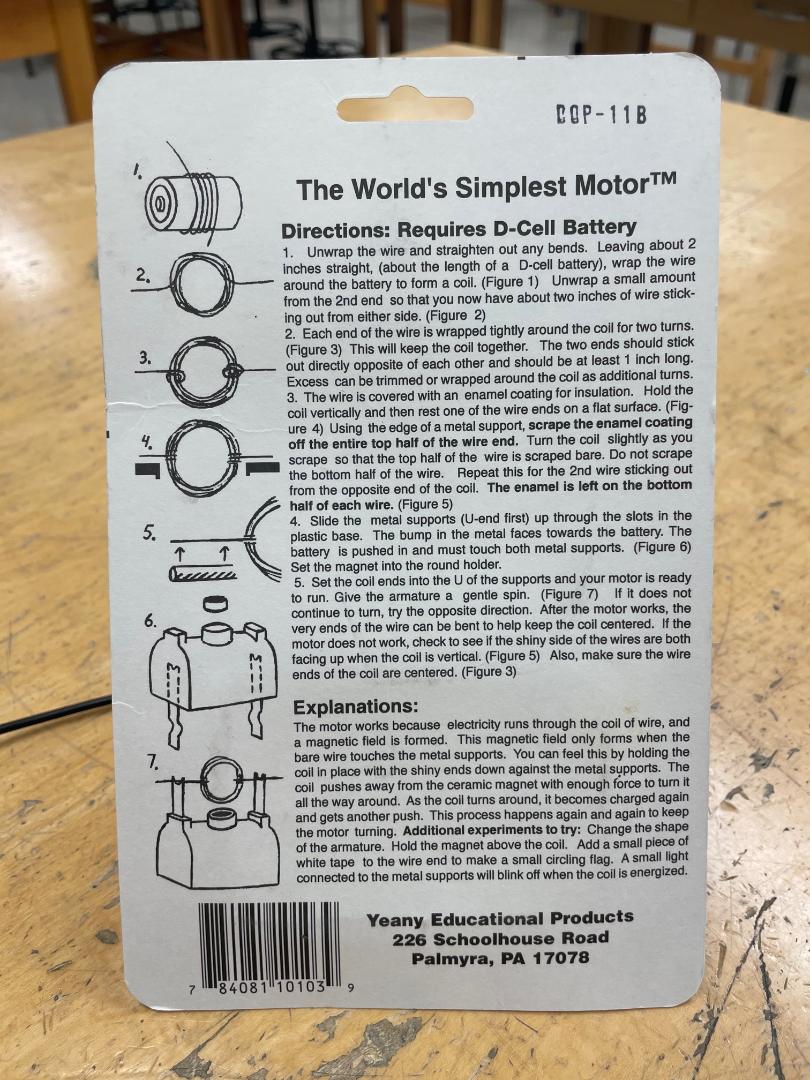 DOP-11B
The World's Simplest Motor™
Directions: Requires D-Cell Battery
1. Unwrap the wire and straighten out any bends. Leaving about 2
inches straight, (about the length of a D-cell battery), wrap the wire
around the battery to form a coil. (Figure 1) Unwrap a small amount
from the 2nd end so that you now have about two inches of wire stick-
ing out from either side. (Figure 2)
2. Each end of the wire is wrapped tightly around the coil for two turns.
(Figure 3) This will keep the coil together. The two ends should stick
out directly opposite of each other and should be at least 1 inch long.
Excess can be trimmed or wrapped around the coil as additional turns.
3. The wire is covered with an enamel coating for insulation. Hold the
coil vertically and then rest one of the wire ends on a flat surface. (Fig-
ure 4) Using the edge of a metal support, scrape the enamel coating
off the entire top half of the wire end. Turn the coil slightly as you
scrape so that the top half of the wire is scraped bare. Do not scrape
the bottom half of the wire. Repeat this for the 2nd wire sticking out
from the opposite end of the coil. The enamel is left on the bottom
half of each wire. (Figure 5)
4. Slide the metal supports (U-end first) up through the slots in the
plastic base. The bump in the metal faces towards the battery. The
battery is pushed in and must touch both metal supports. (Figure 6)
Set the magnet into the round holder.
5. Set the coil ends into the U of the supports and your motor is ready
to run. Give the armature a gentle spin. (Figure 7) If it does not
continue to turn, try the opposite direction. After the motor works, the
very ends of the wire can be bent to help keep the coil centered. If the
motor does not work, check to see if the shiny side of the wires are both
facing up when the coil is vertical. (Figure 5) Also, make sure the wire
ends of the coil are centered. (Figure 3)
Explanations:
The motor works because electricity runs through the coil of wire, and
a magnetic field is formed. This magnetic field only forms when the
bare wire touches the metal supports. You can feel this by holding the
coil in place with the shiny ends down against the metal supports. The
coil pushes away from the ceramic magnet with enough force to turn it
all the way around. As the coil turns around, it becomes charged again
and gets another push. This process happens again and again to keep
the motor turning. Additional experiments to try: Change the shape
of the armature. Hold the magnet above the coil. Add a small piece of
white tape to the wire end to make a small circling flag. A small light
connected to the metal supports will blink off when the coil is energized.
1.
2.
3.
4.
5.
6.
7.
7 84081 10103 9
Yeany Educational Products
226 Schoolhouse Road
Palmyra, PA 17078